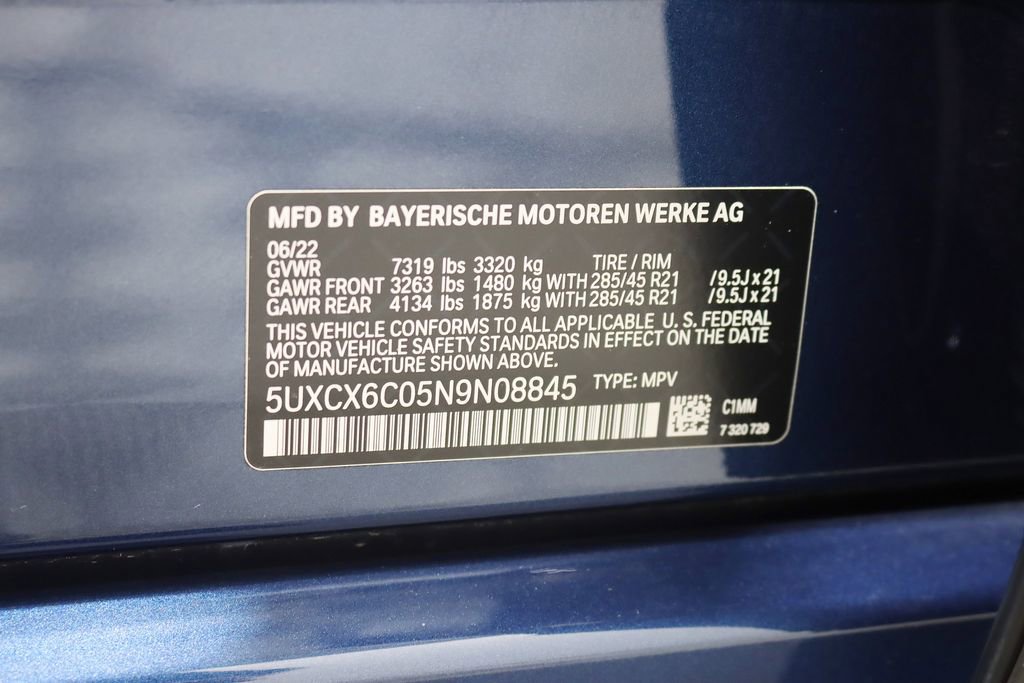 MFD BY BAYERISCHE MOTOREN WERKE AG
06/22
GVWR 7319 lbs 3320 kg TIRE / RIM
GAWR FRONT 3263 lbs 1480 kg WITH 285/45 R21 /9.5J x 21
GAWR REAR 4134 lbs 1875 kg WITH 285/45 R21 /9.5J x 21
THIS VEHICLE CONFORMS TO ALL APPLICABLE U. S. FEDERAL
MOTOR VEHICLE SAFETY STANDARDS IN EFFECT ON THE DATE
OF MANUFACTURE SHOWN ABOVE.
5UXCX6C05N9N08845 TYPE: MPV
C1MM
7 320 729